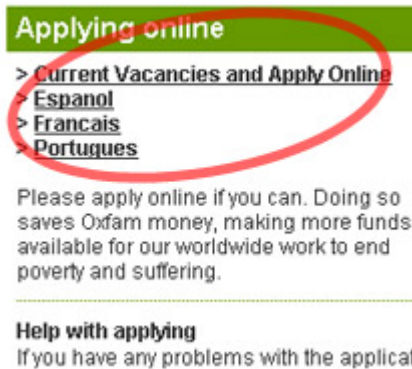 Applying online
> Current Vacancies and Apply Online
> Espanol
> Francais
> Portugues
Please apply online if you can. Doing so
saves Oxfam money, making more funds
available for our worldwide work to end
poverty and suffering.
Help with applying
If you have any problems with the applicat